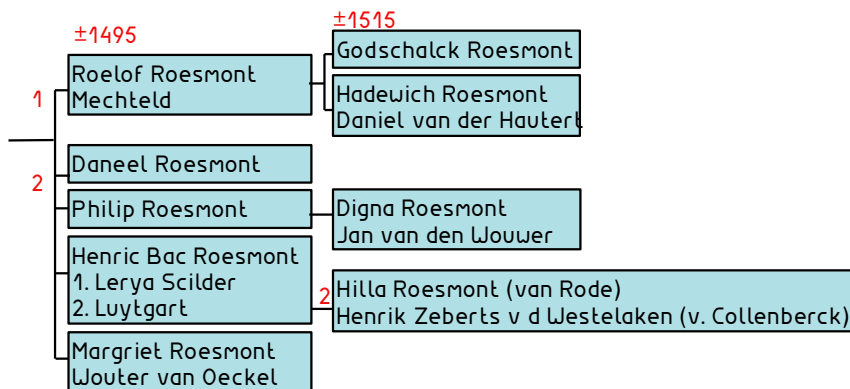 ±1495
±1515
Godschalck Roesmont
Roelof Roesmont
Mechteld
1
Hadewich Roesmont
Daniel van der Hautert
Daneel Roesmont
2
Philip Roesmont
Digna Roesmont
Jan van den Wouwer
Henric Bac Roesmont
1. Lerya Scilder
2. Luytgart
2
Hilla Roesmont (van Rode)
Henrik Zeberts v d Westelaken (v. Collenberck)
Margriet Roesmont
Wouter van Oeckel